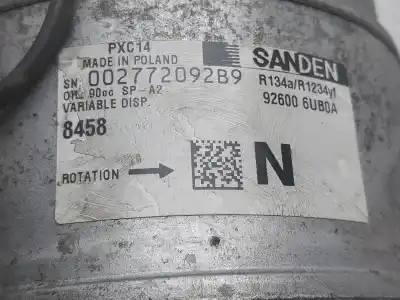 PXC14
MADE IN POLAND
SANDEN
SN 002772092B9
OIL: 90cc SP-A2
VARIABLE DISP.
R134a/R1234yf
92600 6UB0A
8458
ROTATION
N